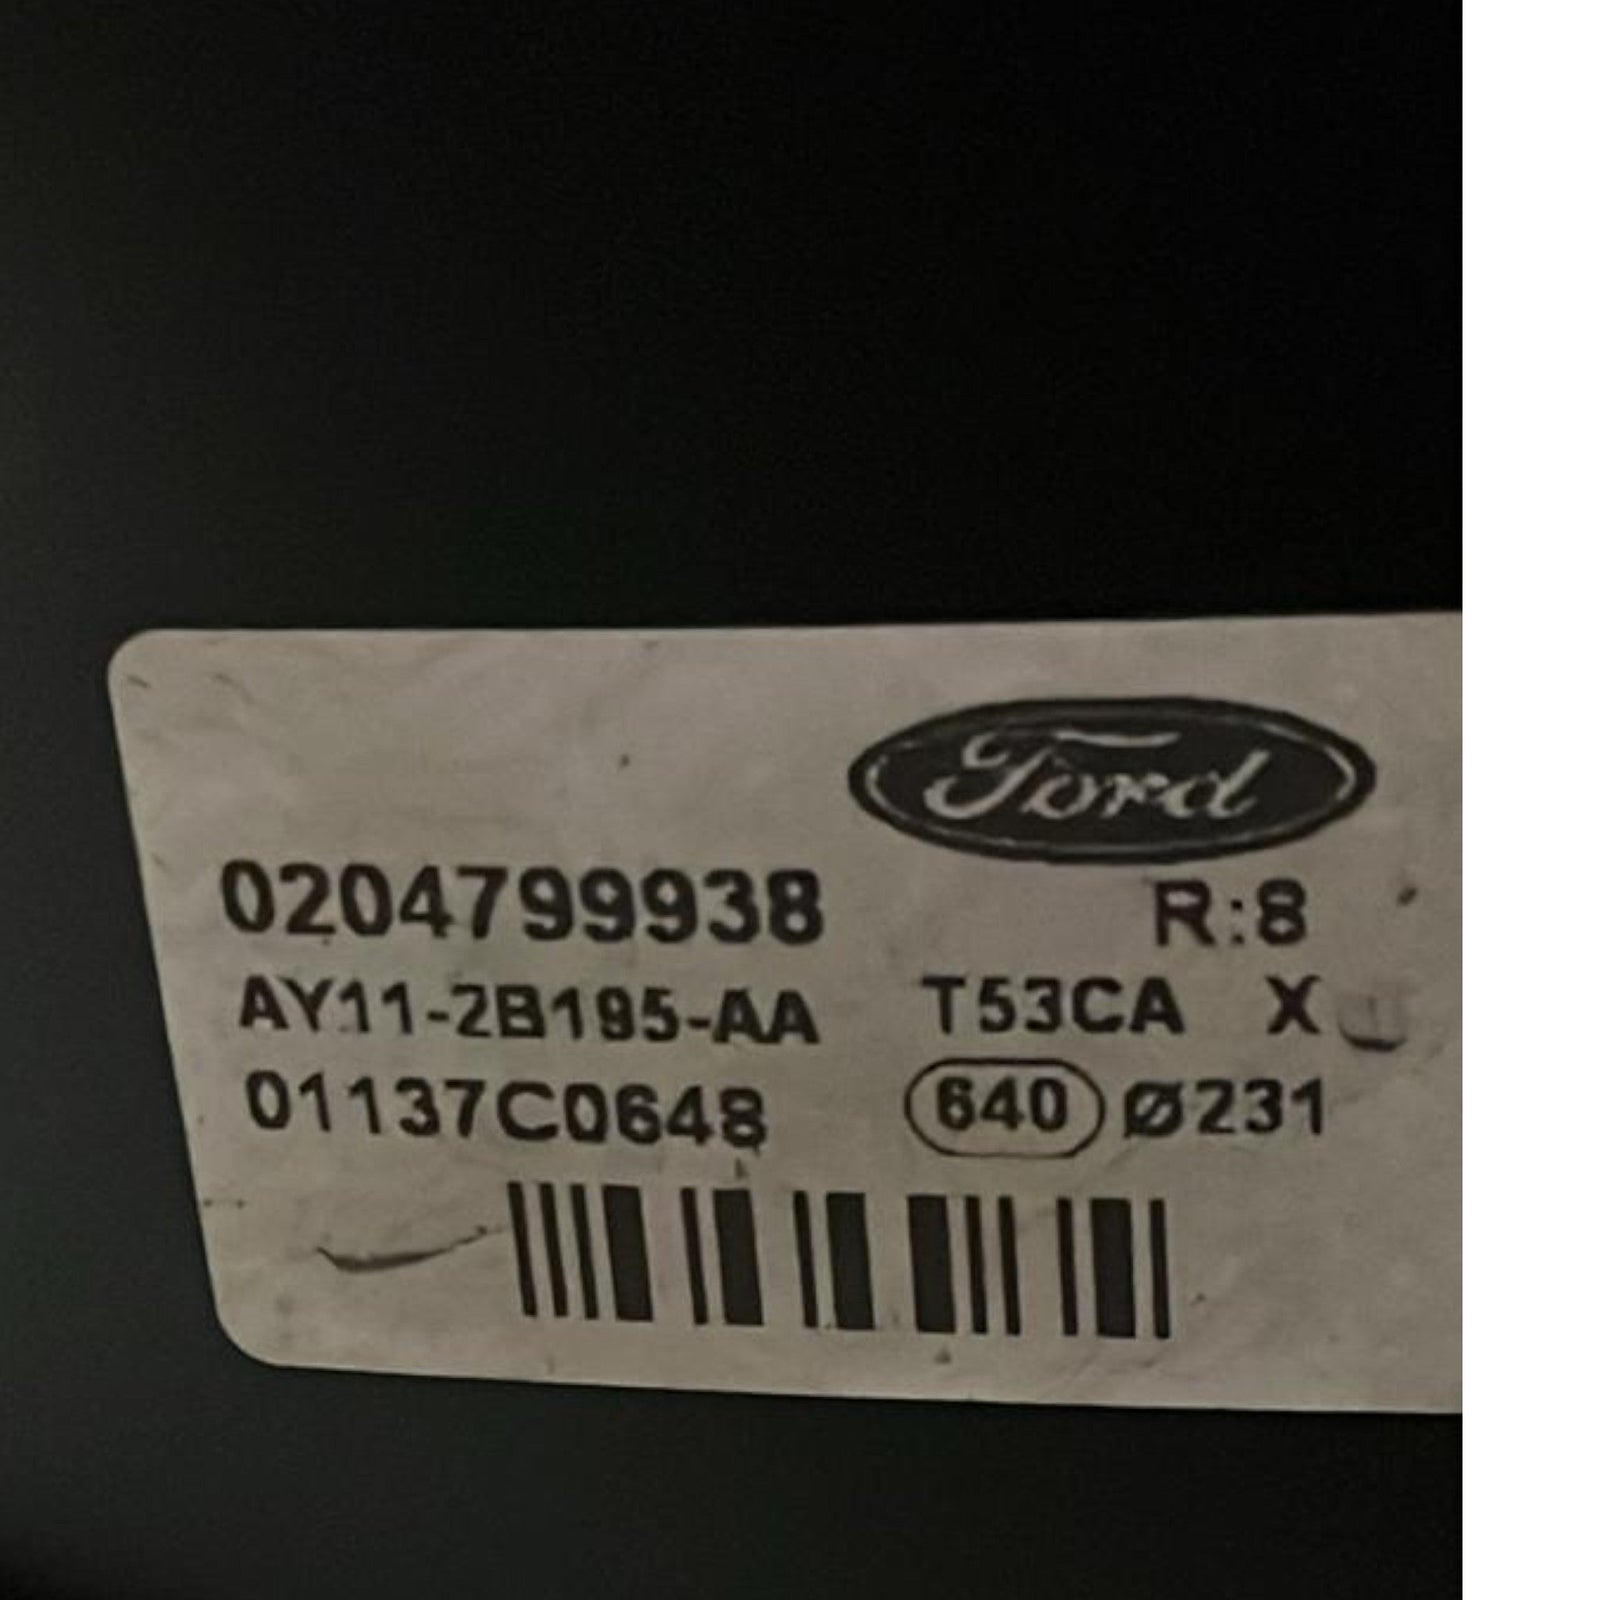 Ford
0204799938 R:8
AY11-2B195-AA T53CA X
01137C0648 640 Ø231